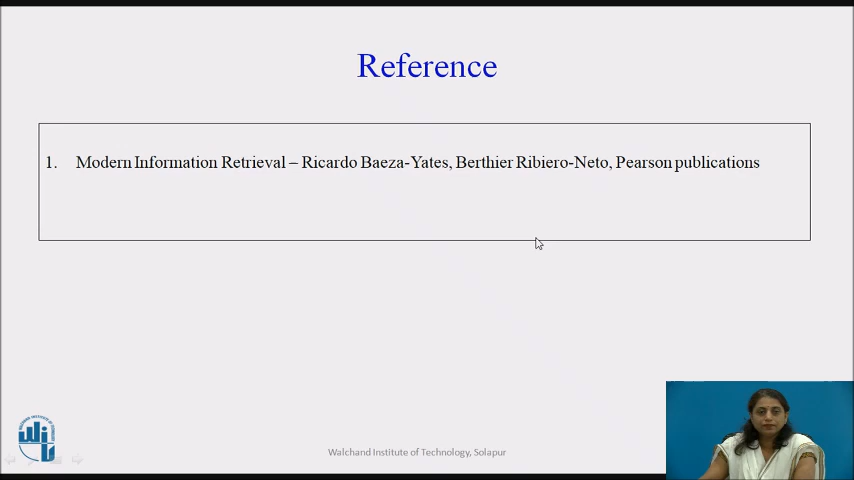 Reference
1. Modern Information Retrieval – Ricardo Baeza-Yates, Berthier Ribiero-Neto, Pearson publications
Walchand Institute of Technology, Solapur